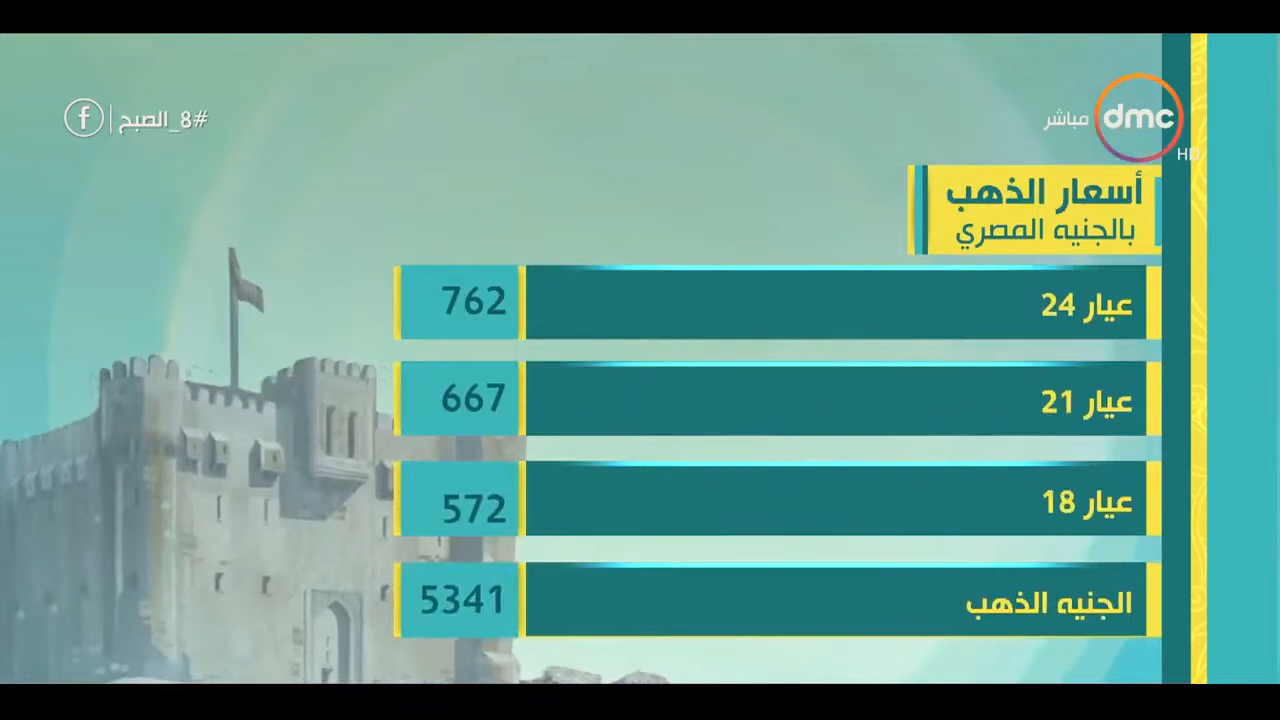 #8_الصبح
مباشر
dmc
HD
أسعار الذهب
بالجنيه المصري
عيار 24 762
عيار 21 667
عيار 18 572
الجنيه الذهب 5341